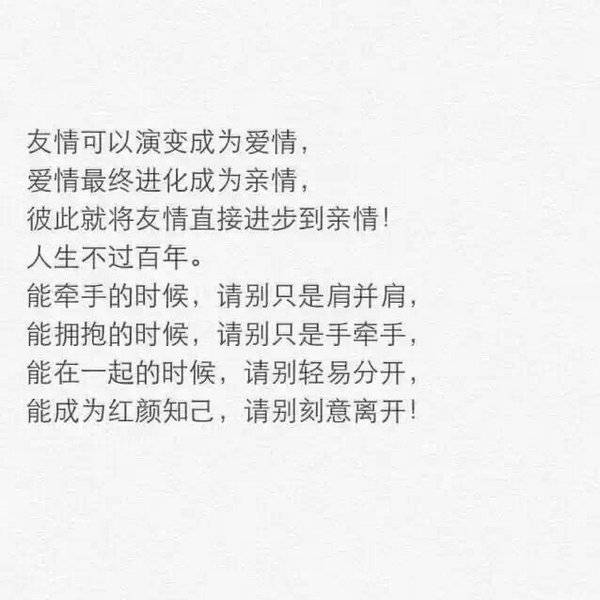 友情可以演变成为爱情，
爱情最终进化成为亲情，
彼此就将友情直接进步到亲情！
人生不过百年。
能牵手的时候，请别只是肩并肩，
能拥抱的时候，请别只是手牵手，
能在一起的时候，请别轻易分开，
能成为红颜知己，请别刻意离开！